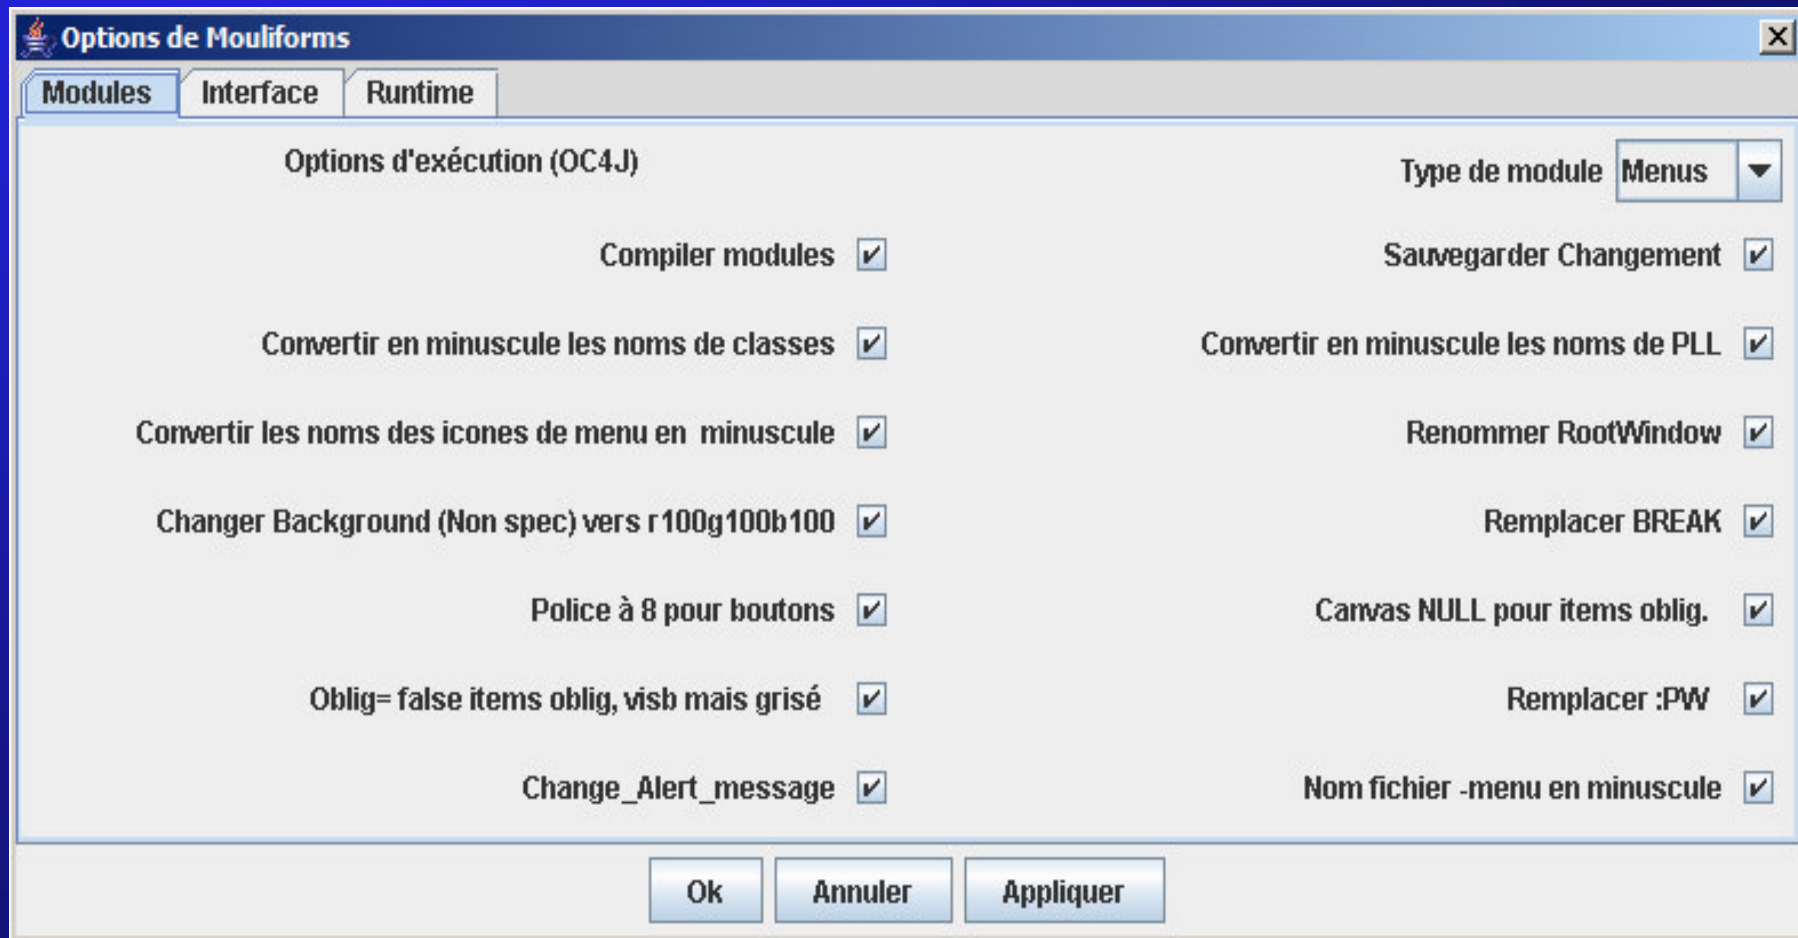 Options de Mouliforms
Modules Interface Runtime
Options d'exécution (OC4J) Type de module Menus
Compiler modules Sauvegarder Changement
Convertir en minuscule les noms de classes Convertir en minuscule les noms de PLL
Convertir les noms des icones de menu en minuscule Renommer RootWindow
Changer Background (Non spec) vers r100g100b100 Remplacer BREAK
Police à 8 pour boutons Canvas NULL pour items oblig.
Oblig= false items oblig, visb mais grisé Remplacer :PW
Change_Alert_message Nom fichier -menu en minuscule
Ok Annuler Appliquer